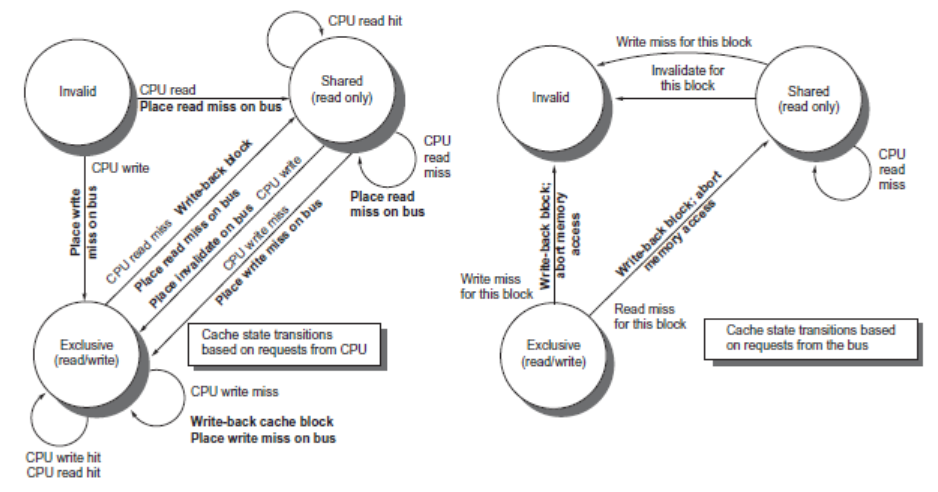 CPU read hit
Invalid
Shared
(read only)
CPU read
Place read miss on bus
CPU write
Place write
miss on bus
CPU
read
miss
Place read
miss on bus
CPU read miss Write-back block
Place read miss on bus
Place invalidate on bus CPU write
CPU write miss
Place write miss on bus
Exclusive
(read/write)
Cache state transitions
based on requests from CPU
CPU write miss
Write-back cache block
Place write miss on bus
CPU write hit
CPU read hit
Write miss for this block
Invalidate for
this block
Invalid
Shared
(read only)
CPU
read
miss
Write-back block;
abort memory
access
Write-back block; abort
memory access
Write miss
for this block
Read miss
for this block
Exclusive
(read/write)
Cache state transitions based
on requests from the bus